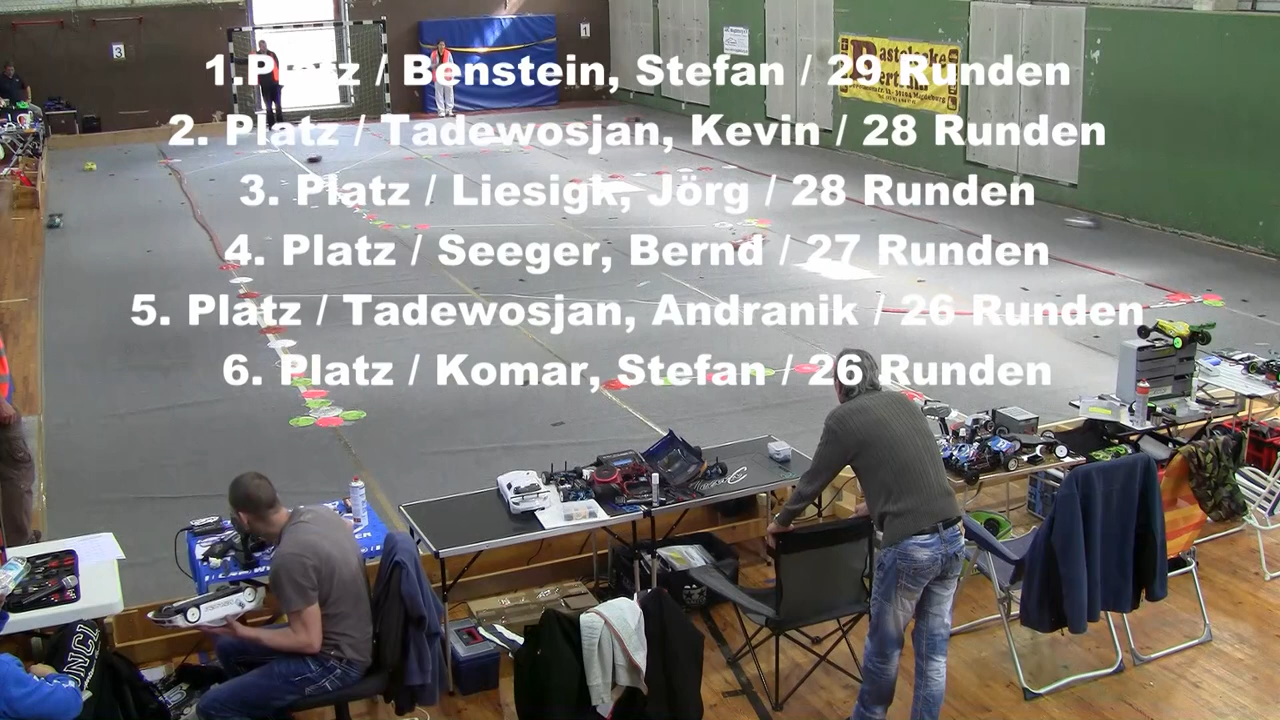 1.Platz / Benstein, Stefan / 29 Runden
2. Platz / Tadewosjan, Kevin / 28 Runden
3. Platz / Liesigk, Jörg / 28 Runden
4. Platz / Seeger, Bernd / 27 Runden
5. Platz / Tadewosjan, Andranik / 26 Runden
6. Platz / Komar, Stefan / 26 Runden
3
1